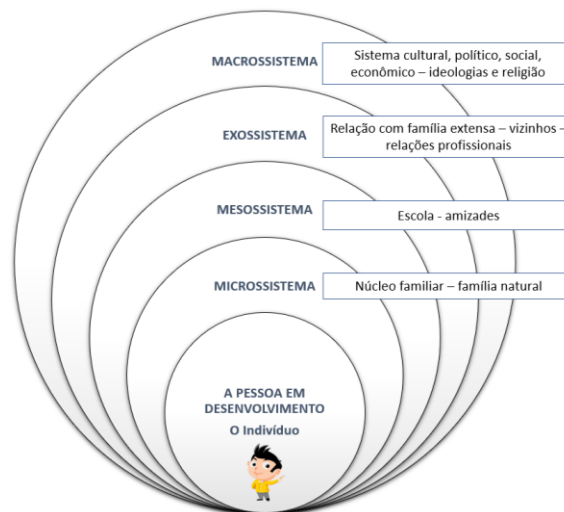 MACROSSISTEMA
Sistema cultural, político, social,
econômico – ideologias e religião
EXOSSISTEMA
Relação com família extensa – vizinhos –
relações profissionais
MESOSSISTEMA
Escola - amizades
MICROSSISTEMA
Núcleo familiar – família natural
A PESSOA EM
DESENVOLVIMENTO
O Indivíduo